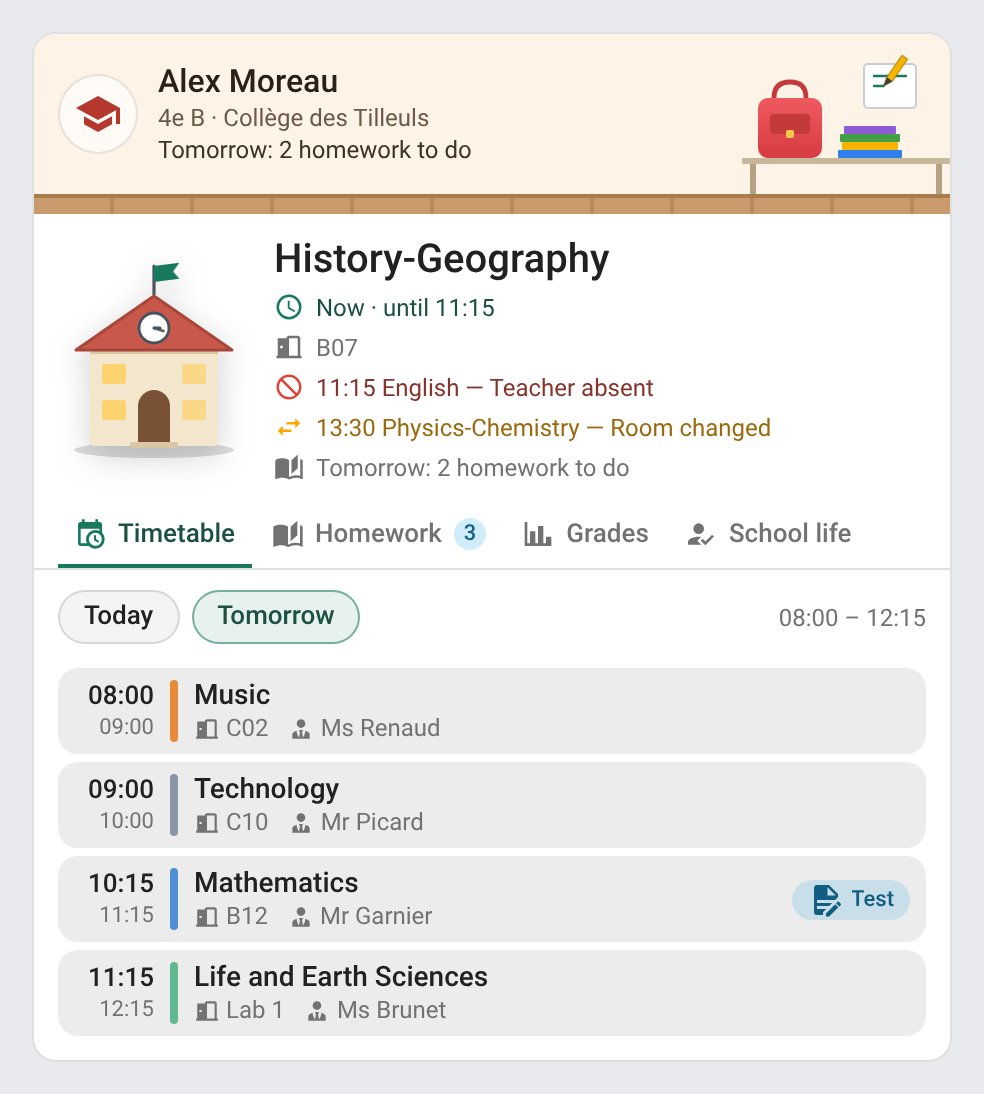 Alex Moreau
4e B · Collège des Tilleuls
Tomorrow: 2 homework to do
History-Geography
Now · until 11:15
B07
11:15 English — Teacher absent
13:30 Physics-Chemistry — Room changed
Tomorrow: 2 homework to do
Timetable Homework 3 Grades School life
Today Tomorrow 08:00 – 12:15
08:00 Music
09:00 C02 Ms Renaud
09:00 Technology
10:00 C10 Mr Picard
10:15 Mathematics
11:15 B12 Mr Garnier
Test
11:15 Life and Earth Sciences
12:15 Lab 1 Ms Brunet